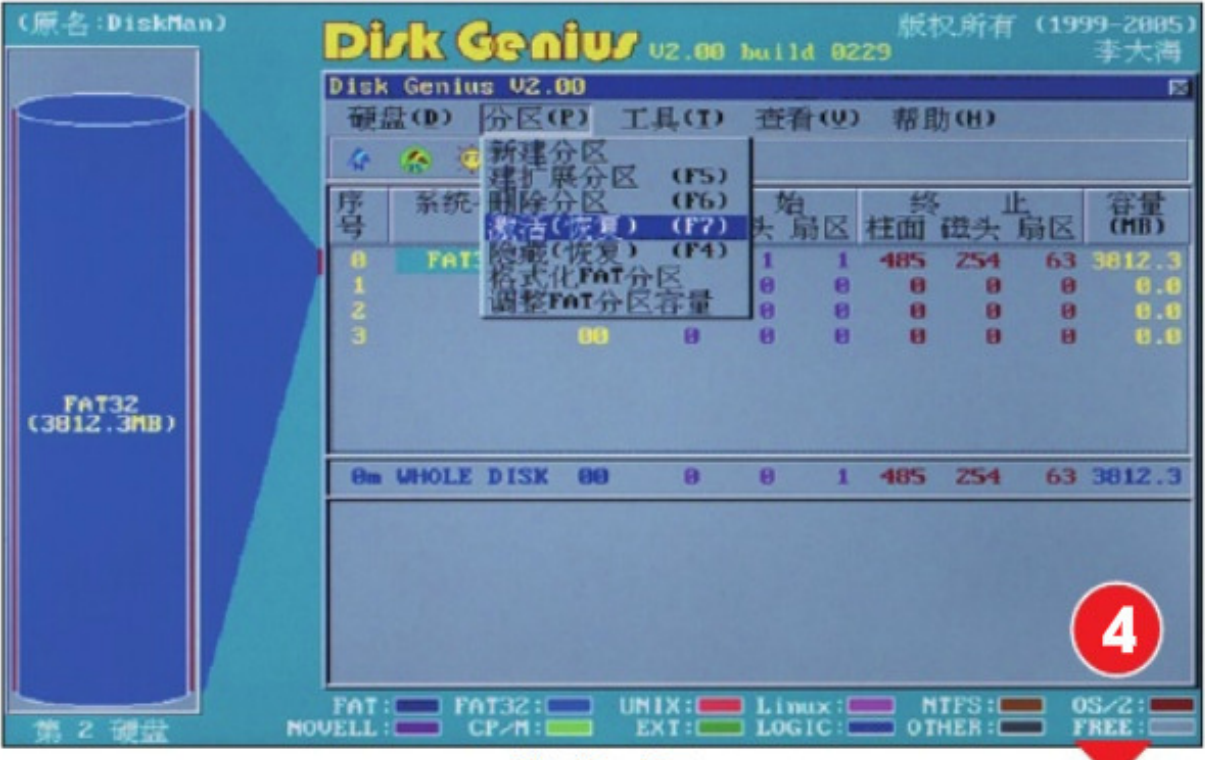 (原名:DiskMan)
Disk Genius V2.00 build 0229
版权所有 (1999-2005)
李大海
Disk Genius V2.00
硬盘(D) 分区(P) 工具(T) 查看(V) 帮助(H)
新建分区
建扩展分区 (F5)
删除分区 (F6)
激活(恢复) (F7)
隐藏(恢复) (F4)
格式化FAT分区
调整FAT分区容量
序号 系统 始 终止 容量(MB)
头 扇区 柱面 磁头 扇区
0 FAT3 1 1 485 254 63 3812.3
1 0 0 0 0 0 0.0
2 0 0 0 0 0 0.0
3 00 0 0 0 0 0 0 0.0
FAT32
(3812.3MB)
0m WHOLE DISK 00 0 0 1 485 254 63 3812.3
4
FAT: FAT32: UNIX: Linux: NTFS: OS/2:
NOVELL: CP/M: EXT: LOGIC: OTHER: FREE:
第 2 硬盘